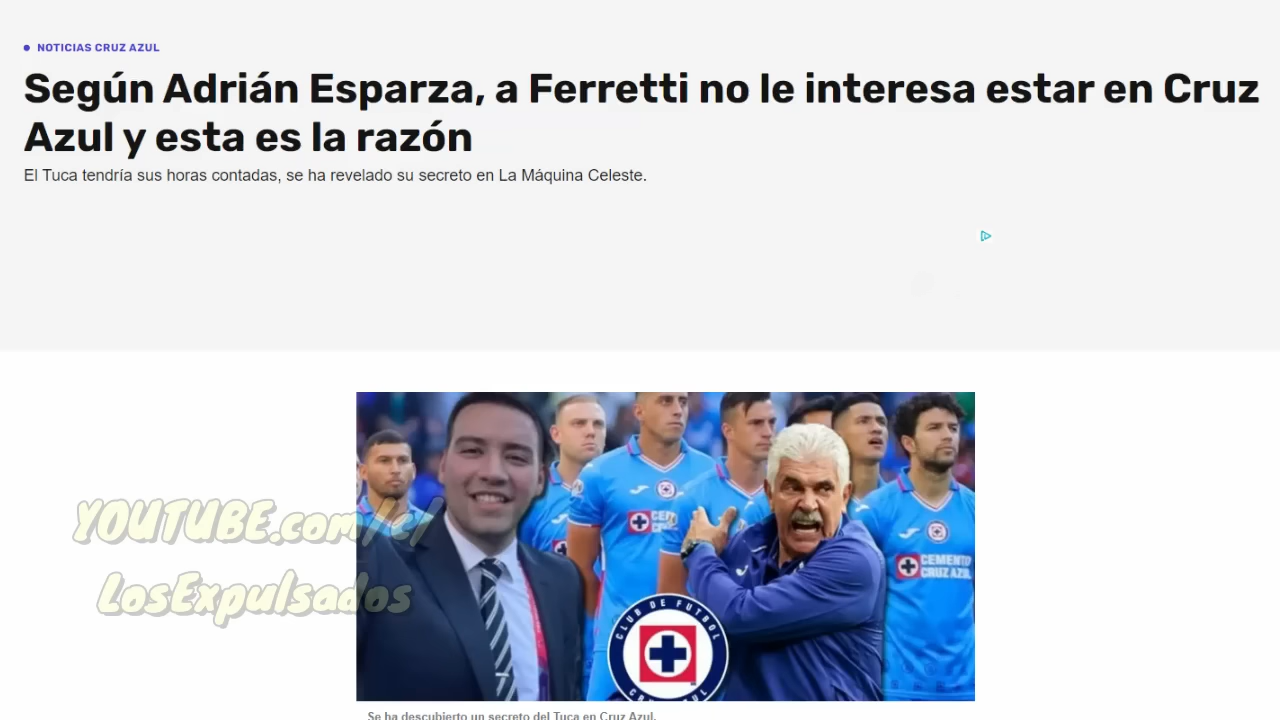 NOTICIAS CRUZ AZUL
Según Adrián Esparza, a Ferretti no le interesa estar en Cruz
Azul y esta es la razón
El Tuca tendría sus horas contadas, se ha revelado su secreto en La Máquina Celeste.
YOUTUBE.com/c/
LosExpulsados
CLUB DE FUTBOL
CEMENTO
CRUZ AZUL
Se ha descubierto un secreto del Tuca en Cruz Azul.